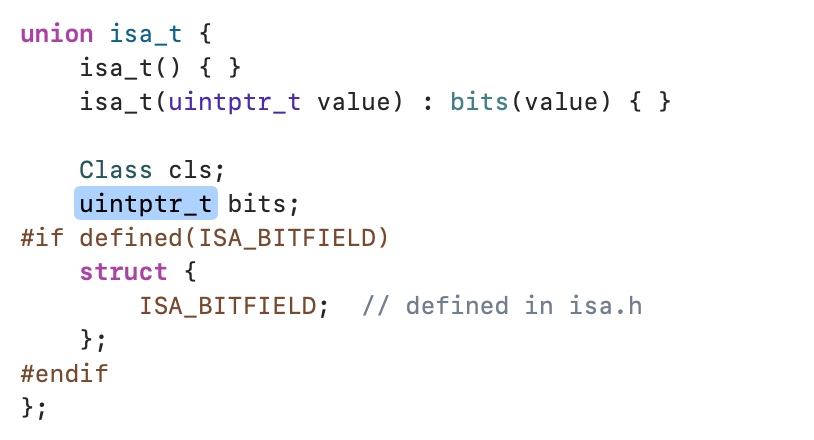 union isa_t {
    isa_t() { }
    isa_t(uintptr_t value) : bits(value) { }

    Class cls;
    uintptr_t bits;
#if defined(ISA_BITFIELD)
    struct {
        ISA_BITFIELD;  // defined in isa.h
    };
#endif
};